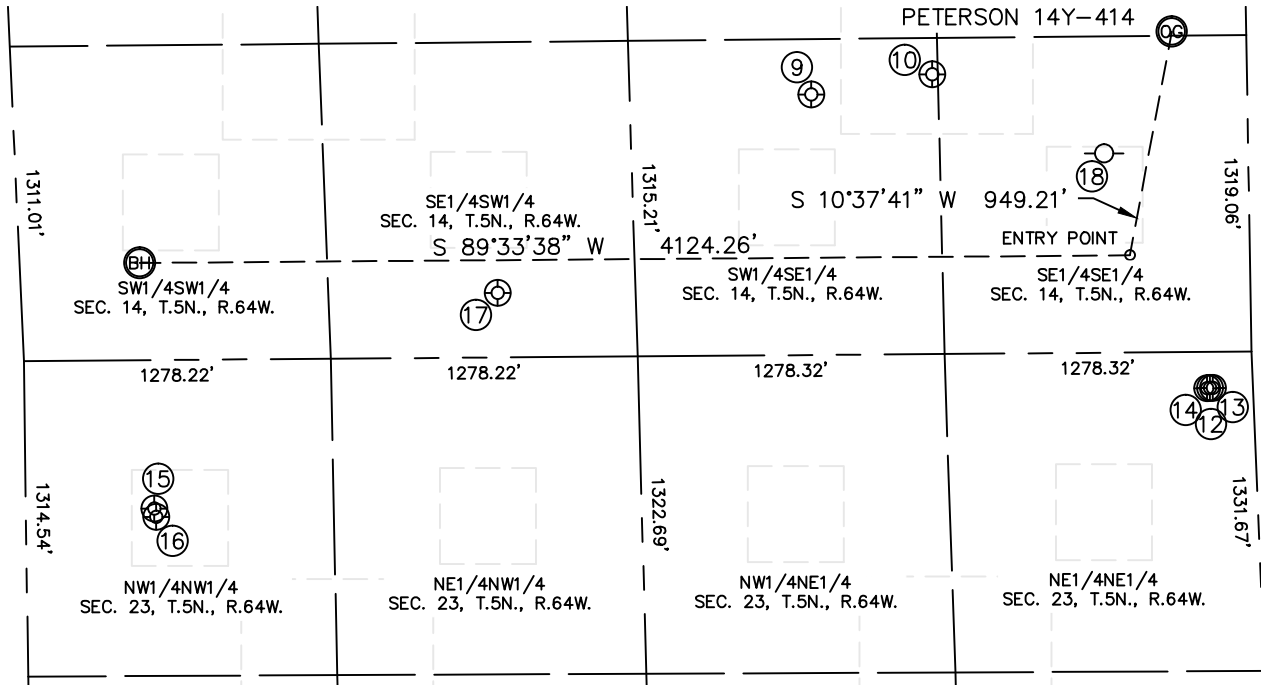 PETERSON 14Y-414
OG
9
10
18
1311.01'
1315.21'
1319.06'
SE1/4SW1/4
SEC. 14, T.5N., R.64W.
S 10°37'41" W 949.21'
S 89°33'38" W 4124.26'
ENTRY POINT
BH
SW1/4SW1/4
SEC. 14, T.5N., R.64W.
17
SW1/4SE1/4
SEC. 14, T.5N., R.64W.
SE1/4SE1/4
SEC. 14, T.5N., R.64W.
1278.22'
1278.22'
1278.32'
1278.32'
14
13
12
15
16
1314.54'
1322.69'
1331.67'
NW1/4NW1/4
SEC. 23, T.5N., R.64W.
NE1/4NW1/4
SEC. 23, T.5N., R.64W.
NW1/4NE1/4
SEC. 23, T.5N., R.64W.
NE1/4NE1/4
SEC. 23, T.5N., R.64W.